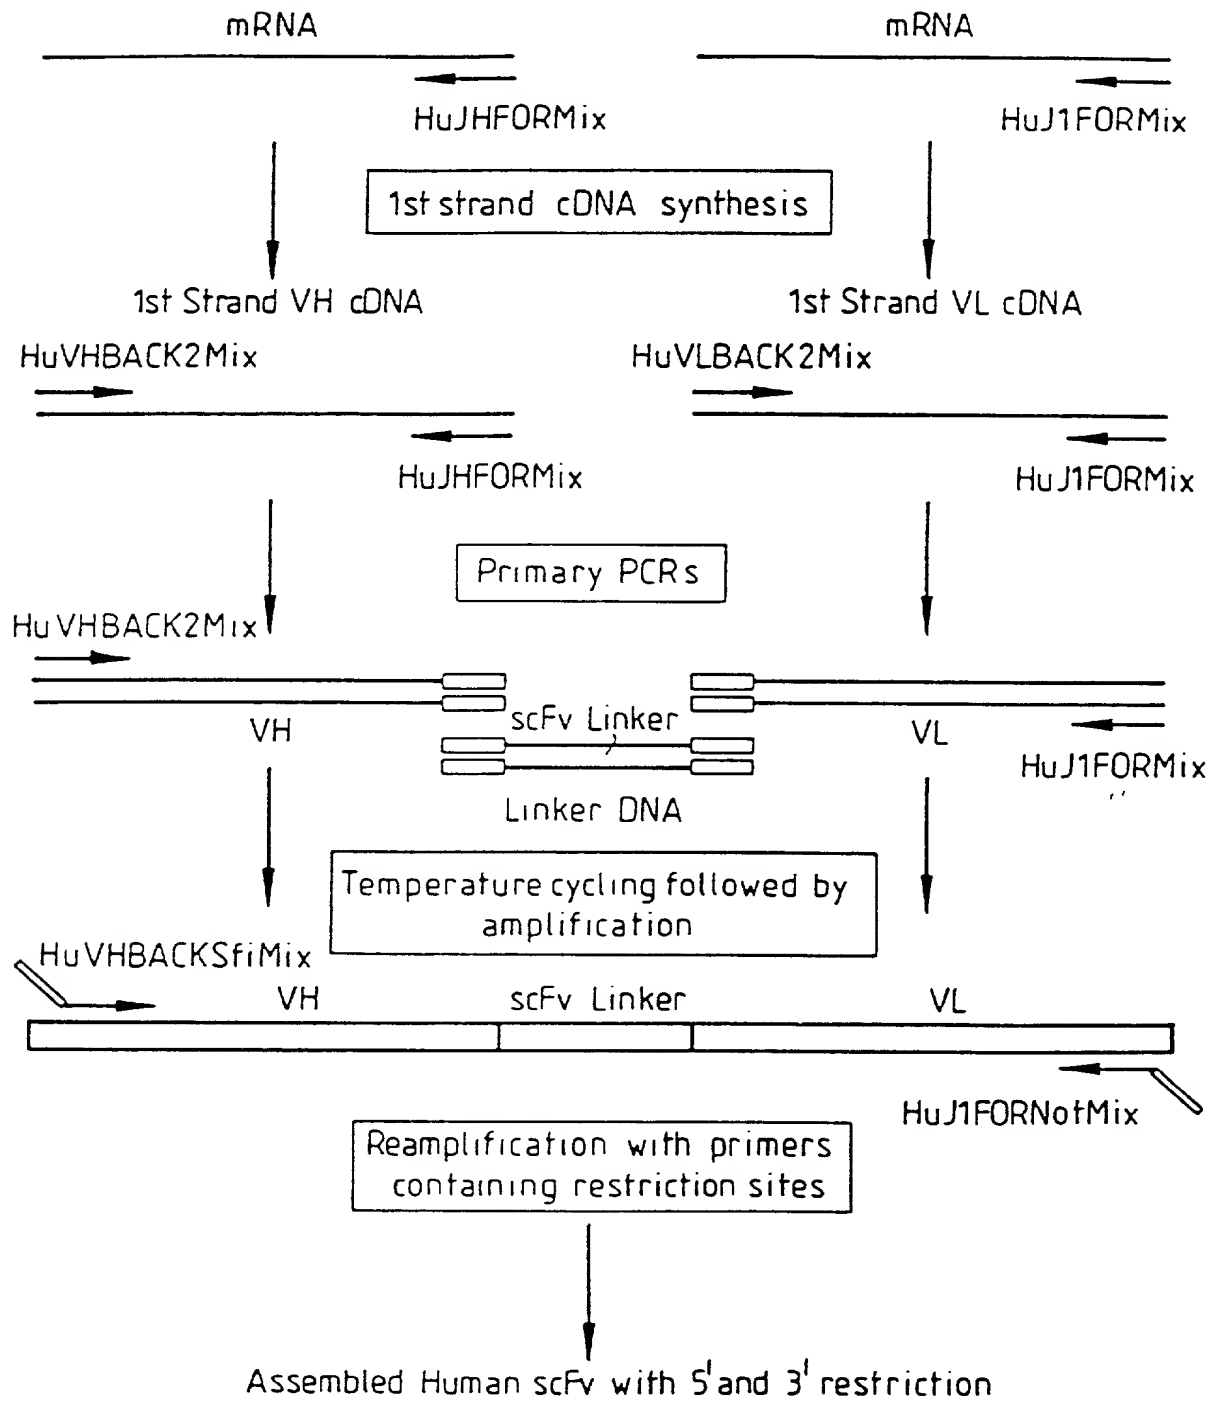 mRNA
mRNA
HuJHFORMix
HuJ1FORMix
1st strand cDNA synthesis
1st Strand VH cDNA
1st Strand VL cDNA
HuVHBACK2Mix
HuVLBACK2Mix
HuJHFORMix
HuJ1FORMix
Primary PCRs
HuVHBACK2Mix
VH
scFv Linker
VL
HuJ1FORMix
Linker DNA
Temperature cycling followed by
amplification
HuVHBACKSfiMix
VH
scFv Linker
VL
HuJ1FORNotMix
Reamplification with primers
containing restriction sites
Assembled Human scFv with 5' and 3' restriction